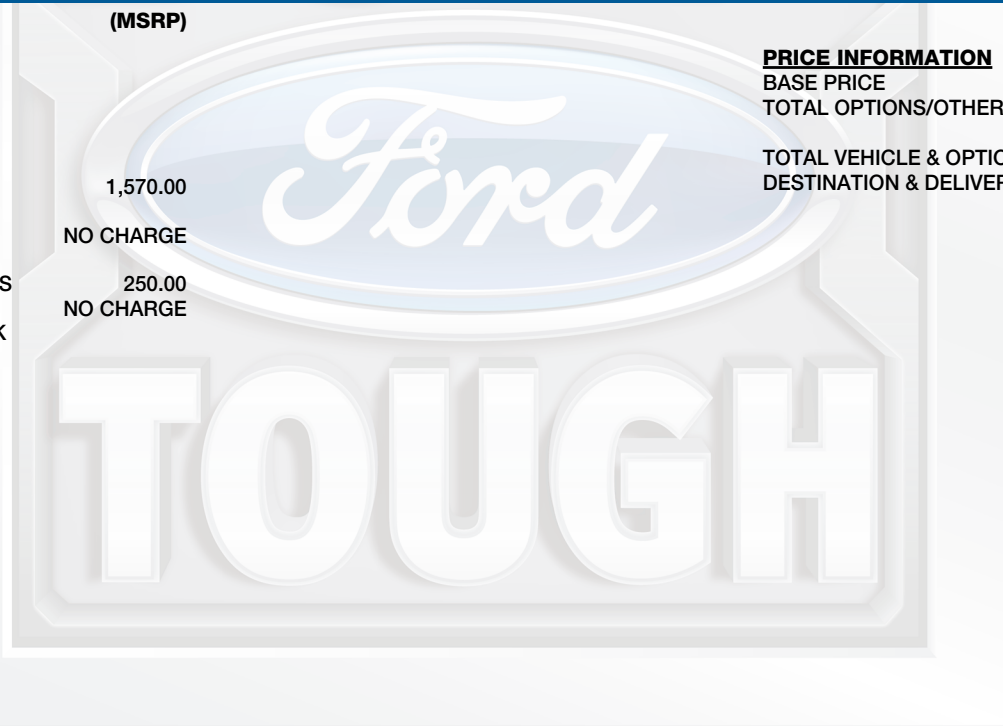 (MSRP)
1,570.00
NO CHARGE
S 250.00
NO CHARGE
K
PRICE INFORMATION
BASE PRICE
TOTAL OPTIONS/OTHER
TOTAL VEHICLE & OPTIO
DESTINATION & DELIVER
Ford
TOUGH